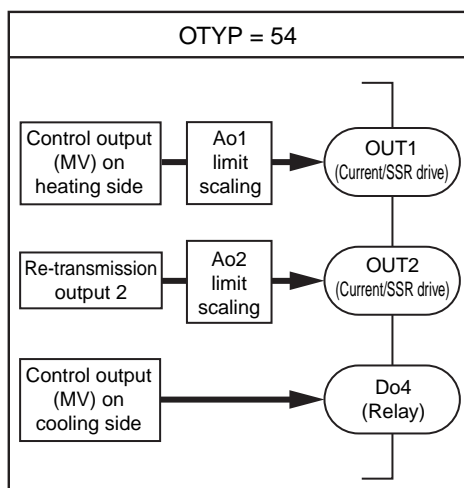 OTYP = 54
Control output
(MV) on
heating side
Ao1
limit
scaling
OUT1
(Current/SSR drive)
Re-transmission
output 2
Ao2
limit
scaling
OUT2
(Current/SSR drive)
Control output
(MV) on
cooling side
Do4
(Relay)